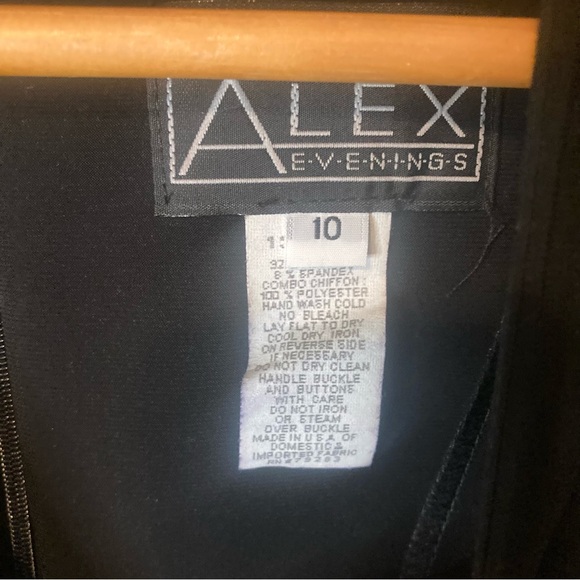 ALEX
E·V·E·N·I·N·G·S
10
% SPANDEX
COMBO CHIFFON:
100 % POLYESTER
HAND WASH COLD
NO BLEACH
LAY FLAT TO DRY
COOL DRY IRON
ON REVERSE SIDE
IF NECESSARY
DO NOT DRY CLEAN
HANDLE BUCKLE
AND BUTTONS
WITH CARE
DO NOT IRON
OR STEAM
OVER BUCKLE
MADE IN U.S.A. OF
DOMESTIC &
IMPORTED FABRIC